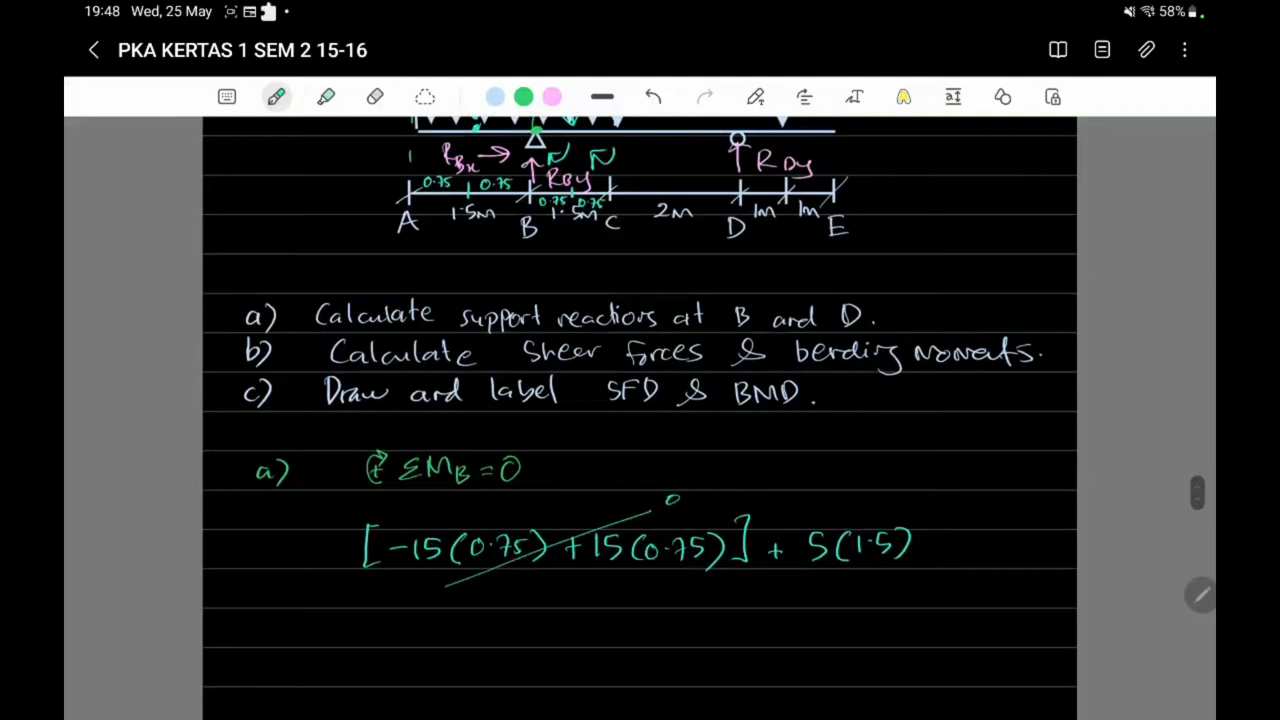 19:48 Wed, 25 May 58%
PKA KERTAS 1 SEM 2 15-16
RBx RBy RDy
0.75 0.75 0.75 0.75
1.5m 1.5m 2m 1m 1m
A B C D E
a) Calculate support reactions at B and D.
b) Calculate shear forces & bending moments.
c) Draw and label SFD & BMD.
a) + ΣMB = 0
0
[-15(0.75) + 15(0.75)] + 5(1.5)